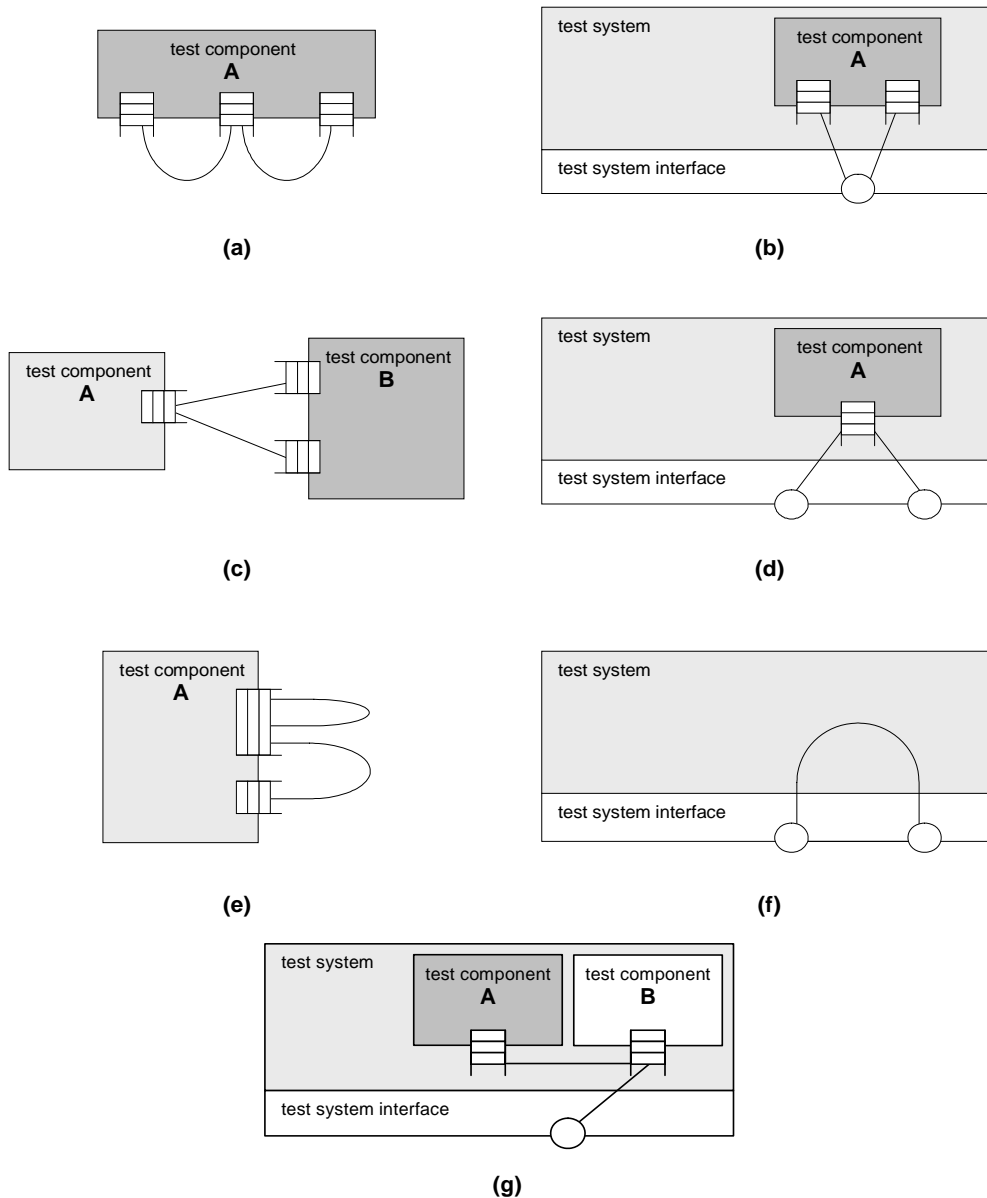 test component
A
(a)
test system
test component
A
test system interface
(b)
test component
A
test component
B
(c)
test system
test component
A
test system interface
(d)
test component
A
(e)
test system
test system interface
(f)
test system
test component
A
test component
B
test system interface
(g)